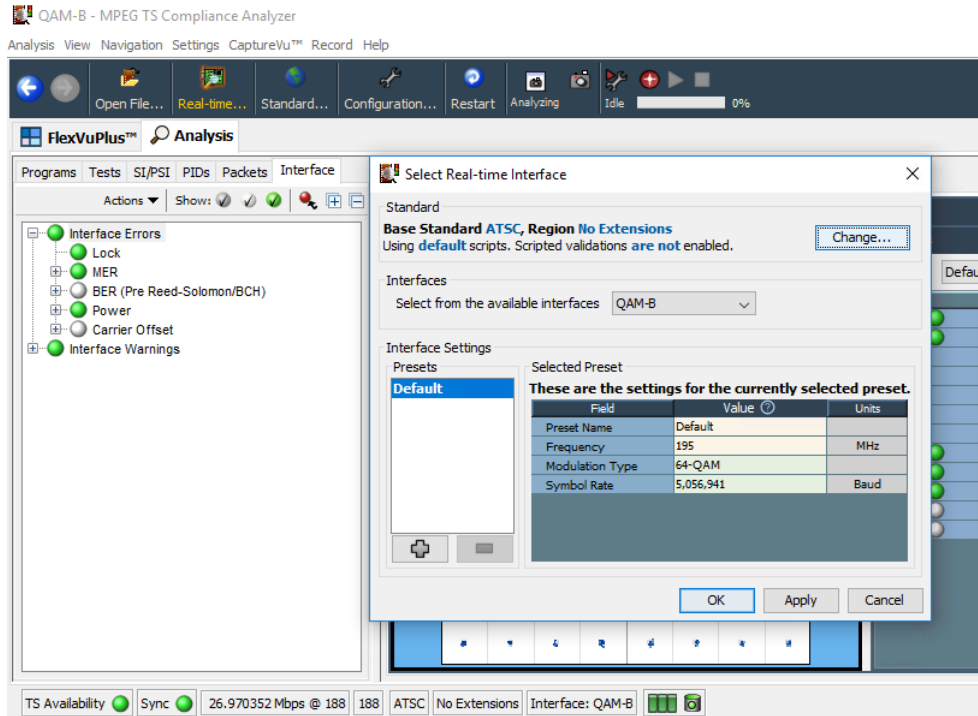 QAM-B - MPEG TS Compliance Analyzer
Analysis View Navigation Settings CaptureVu™ Record Help
Open File... Real-time... Standard... Configuration... Restart Analyzing Idle 0%
FlexVuPlus™ Analysis
Programs Tests SI/PSI PIDs Packets Interface
Actions Show:
Interface Errors
Lock
MER
BER (Pre Reed-Solomon/BCH)
Power
Carrier Offset
Interface Warnings
Select Real-time Interface
Standard
Base Standard ATSC, Region No Extensions
Using default scripts. Scripted validations are not enabled.
Change...
Interfaces
Select from the available interfaces QAM-B
Interface Settings
Presets
Default
Selected Preset
These are the settings for the currently selected preset.
Field Value Units
Preset Name Default
Frequency 195 MHz
Modulation Type 64-QAM
Symbol Rate 5,056,941 Baud
OK Apply Cancel
Defau
TS Availability Sync 26.970352 Mbps @ 188 188 ATSC No Extensions Interface: QAM-B